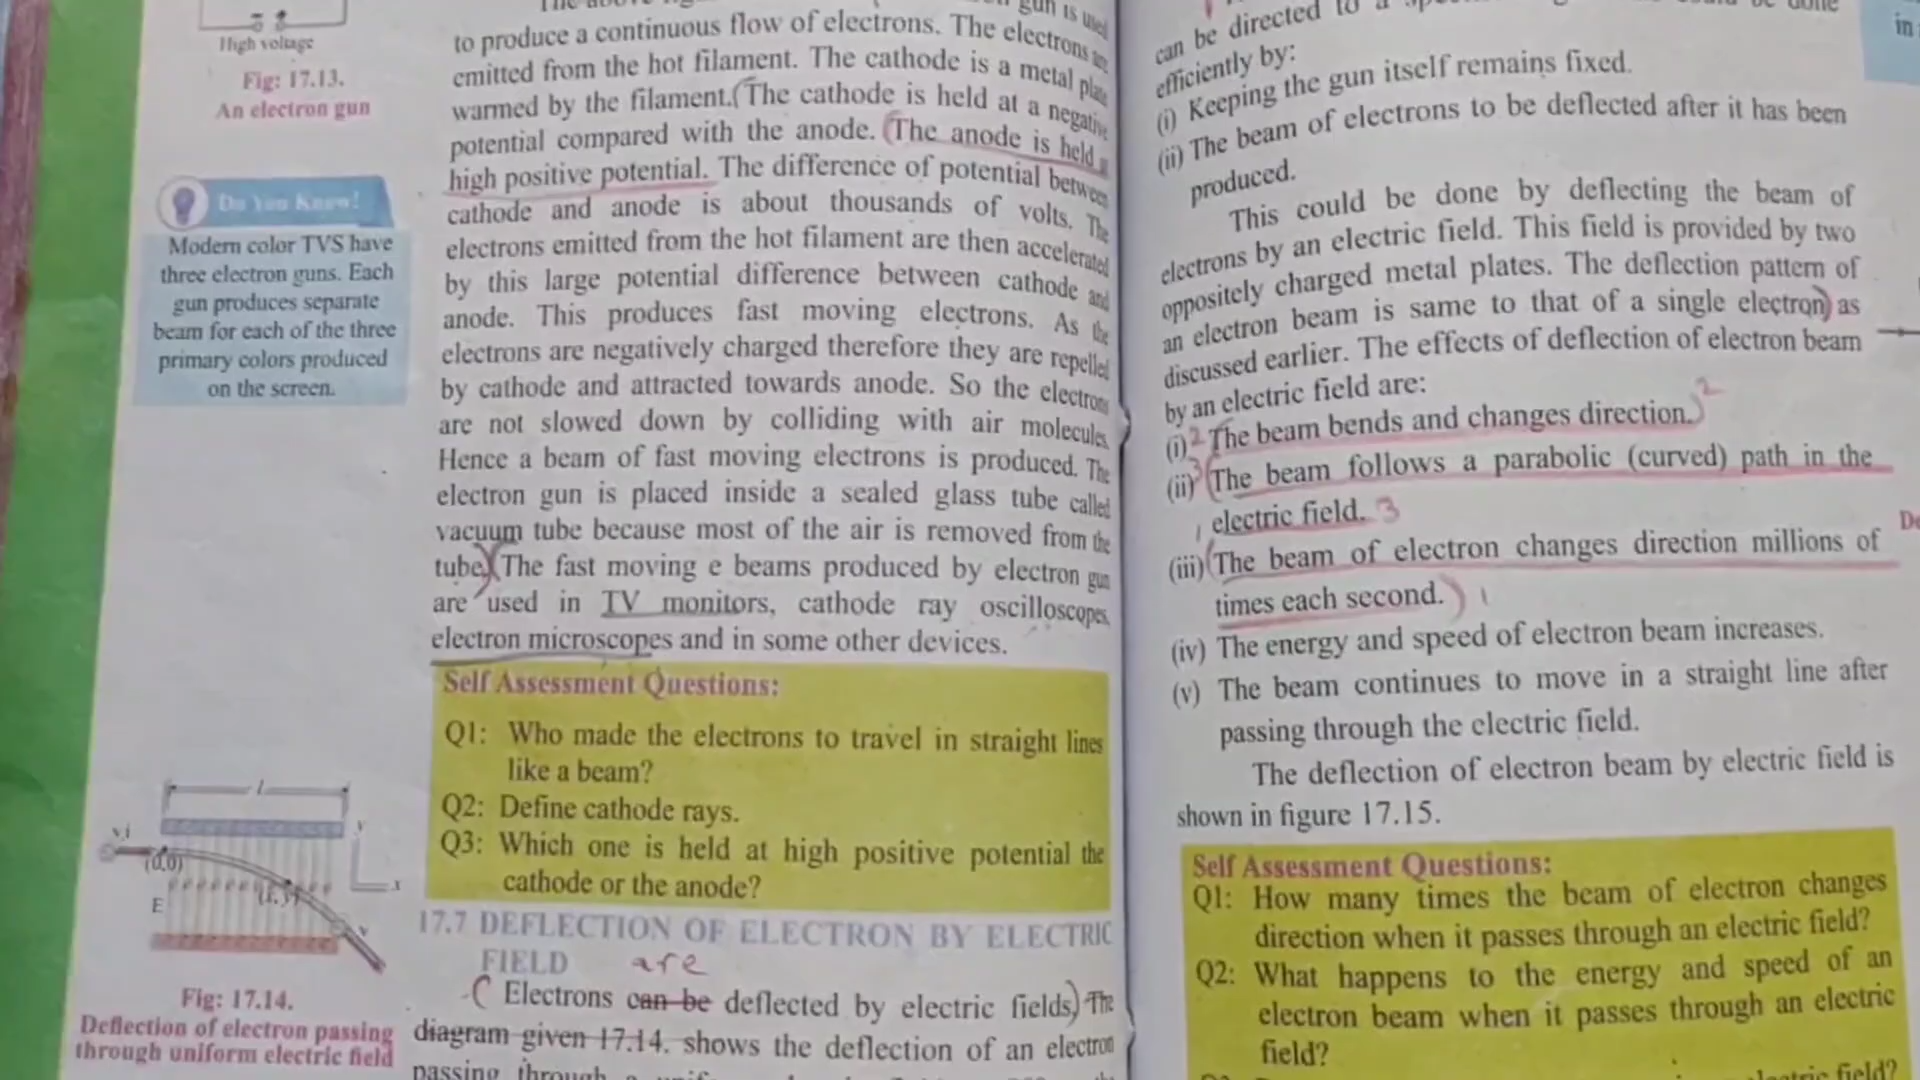 High voltage
Fig: 17.13.
An electron gun
Do You Know!
Modern color TVS have
three electron guns. Each
gun produces separate
beam for each of the three
primary colors produced
on the screen.
l
vi
(0,0)
y
x
E
v
Fig: 17.14.
Deflection of electron passing
through uniform electric field
gun is used
to produce a continuous flow of electrons. The electrons are
emitted from the hot filament. The cathode is a metal plate
warmed by the filament.(The cathode is held at a negative
potential compared with the anode. (The anode is held
high positive potential. The difference of potential between
cathode and anode is about thousands of volts. The
electrons emitted from the hot filament are then accelerated
by this large potential difference between cathode and
anode. This produces fast moving electrons. As the
electrons are negatively charged therefore they are repelled
by cathode and attracted towards anode. So the electrons
are not slowed down by colliding with air molecules.
Hence a beam of fast moving electrons is produced. The
electron gun is placed inside a sealed glass tube called
vacuum tube because most of the air is removed from the
tube.)(The fast moving e beams produced by electron gun
are used in TV monitors, cathode ray oscilloscopes,
electron microscopes and in some other devices.
Self Assessment Questions:
Q1: Who made the electrons to travel in straight lines
like a beam?
Q2: Define cathode rays.
Q3: Which one is held at high positive potential the
cathode or the anode?
17.7 DEFLECTION OF ELECTRON BY ELECTRIC
FIELD are
( Electrons can be deflected by electric fields) The
diagram given 17.14. shows the deflection of an electron
passing through a
can be directed to a
efficiently by:
(i) Keeping the gun itself remains fixed.
(ii) The beam of electrons to be deflected after it has been
produced.
This could be done by deflecting the beam of
electrons by an electric field. This field is provided by two
oppositely charged metal plates. The deflection pattern of
an electron beam is same to that of a single electron) as
discussed earlier. The effects of deflection of electron beam
by an electric field are:
(i) 2 The beam bends and changes direction.) 2
(ii) 3 (The beam follows a parabolic (curved) path in the
electric field. 3
(iii) (The beam of electron changes direction millions of
times each second.) 1
(iv) The energy and speed of electron beam increases.
(v) The beam continues to move in a straight line after
passing through the electric field.
The deflection of electron beam by electric field is
shown in figure 17.15.
Self Assessment Questions:
Q1: How many times the beam of electron changes
direction when it passes through an electric field?
Q2: What happens to the energy and speed of an
electron beam when it passes through an electric
field?
field?
in
De